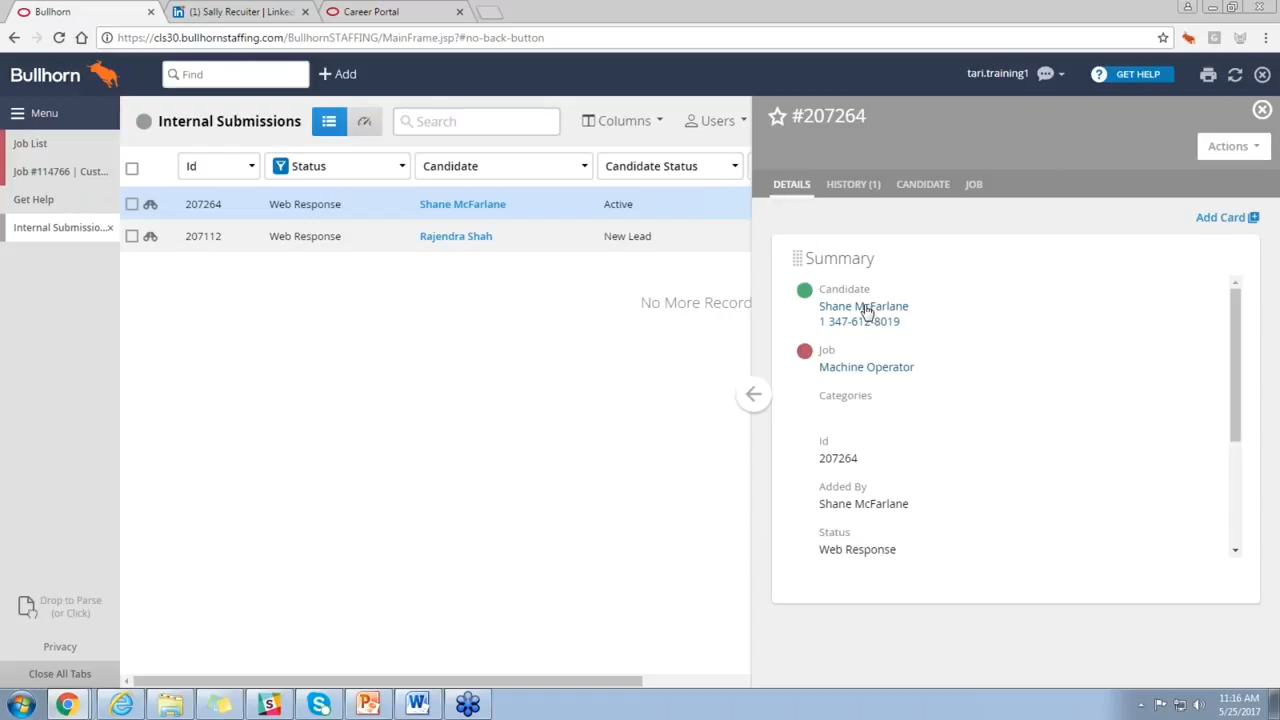 Bullhorn
(1) Sally Recuiter | Linked
Career Portal
https://cls30.bullhornstaffing.com/BullhornSTAFFING/MainFrame.jsp?#no-back-button
Bullhorn
Find
Add
tari.training1
? GET HELP
Menu
Internal Submissions
Search
Columns
Users
#207264
Actions
Job List
Job #114766 | Cust...
Get Help
Internal Submissio...
Id
Status
Candidate
Candidate Status
207264
Web Response
Shane McFarlane
Active
207112
Web Response
Rajendra Shah
New Lead
No More Record
DETAILS
HISTORY (1)
CANDIDATE
JOB
Add Card
Summary
Candidate
Shane McFarlane
1 347-612-8019
Job
Machine Operator
Categories
Id
207264
Added By
Shane McFarlane
Status
Web Response
Drop to Parse
(or Click)
Privacy
Close All Tabs
11:16 AM
5/25/2017